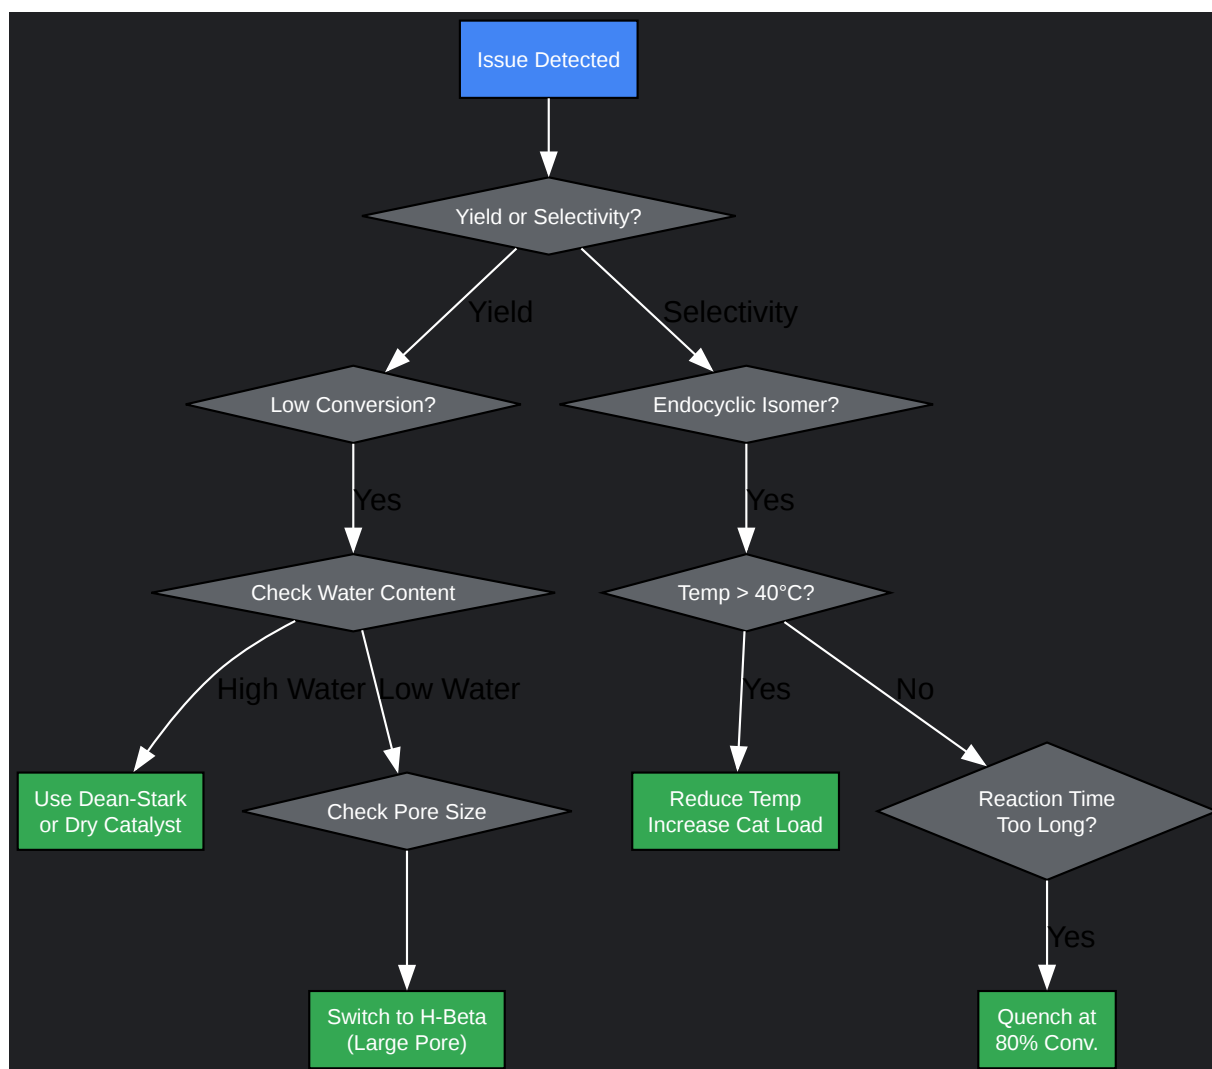 Issue Detected
Yield or Selectivity?
Yield
Selectivity
Low Conversion?
Endocyclic Isomer?
Yes
Yes
Check Water Content
Temp > 40°C?
High Water
Low Water
Yes
No
Use Dean-Stark
or Dry Catalyst
Check Pore Size
Reduce Temp
Increase Cat Load
Reaction Time
Too Long?
Yes
Switch to H-Beta
(Large Pore)
Quench at
80% Conv.